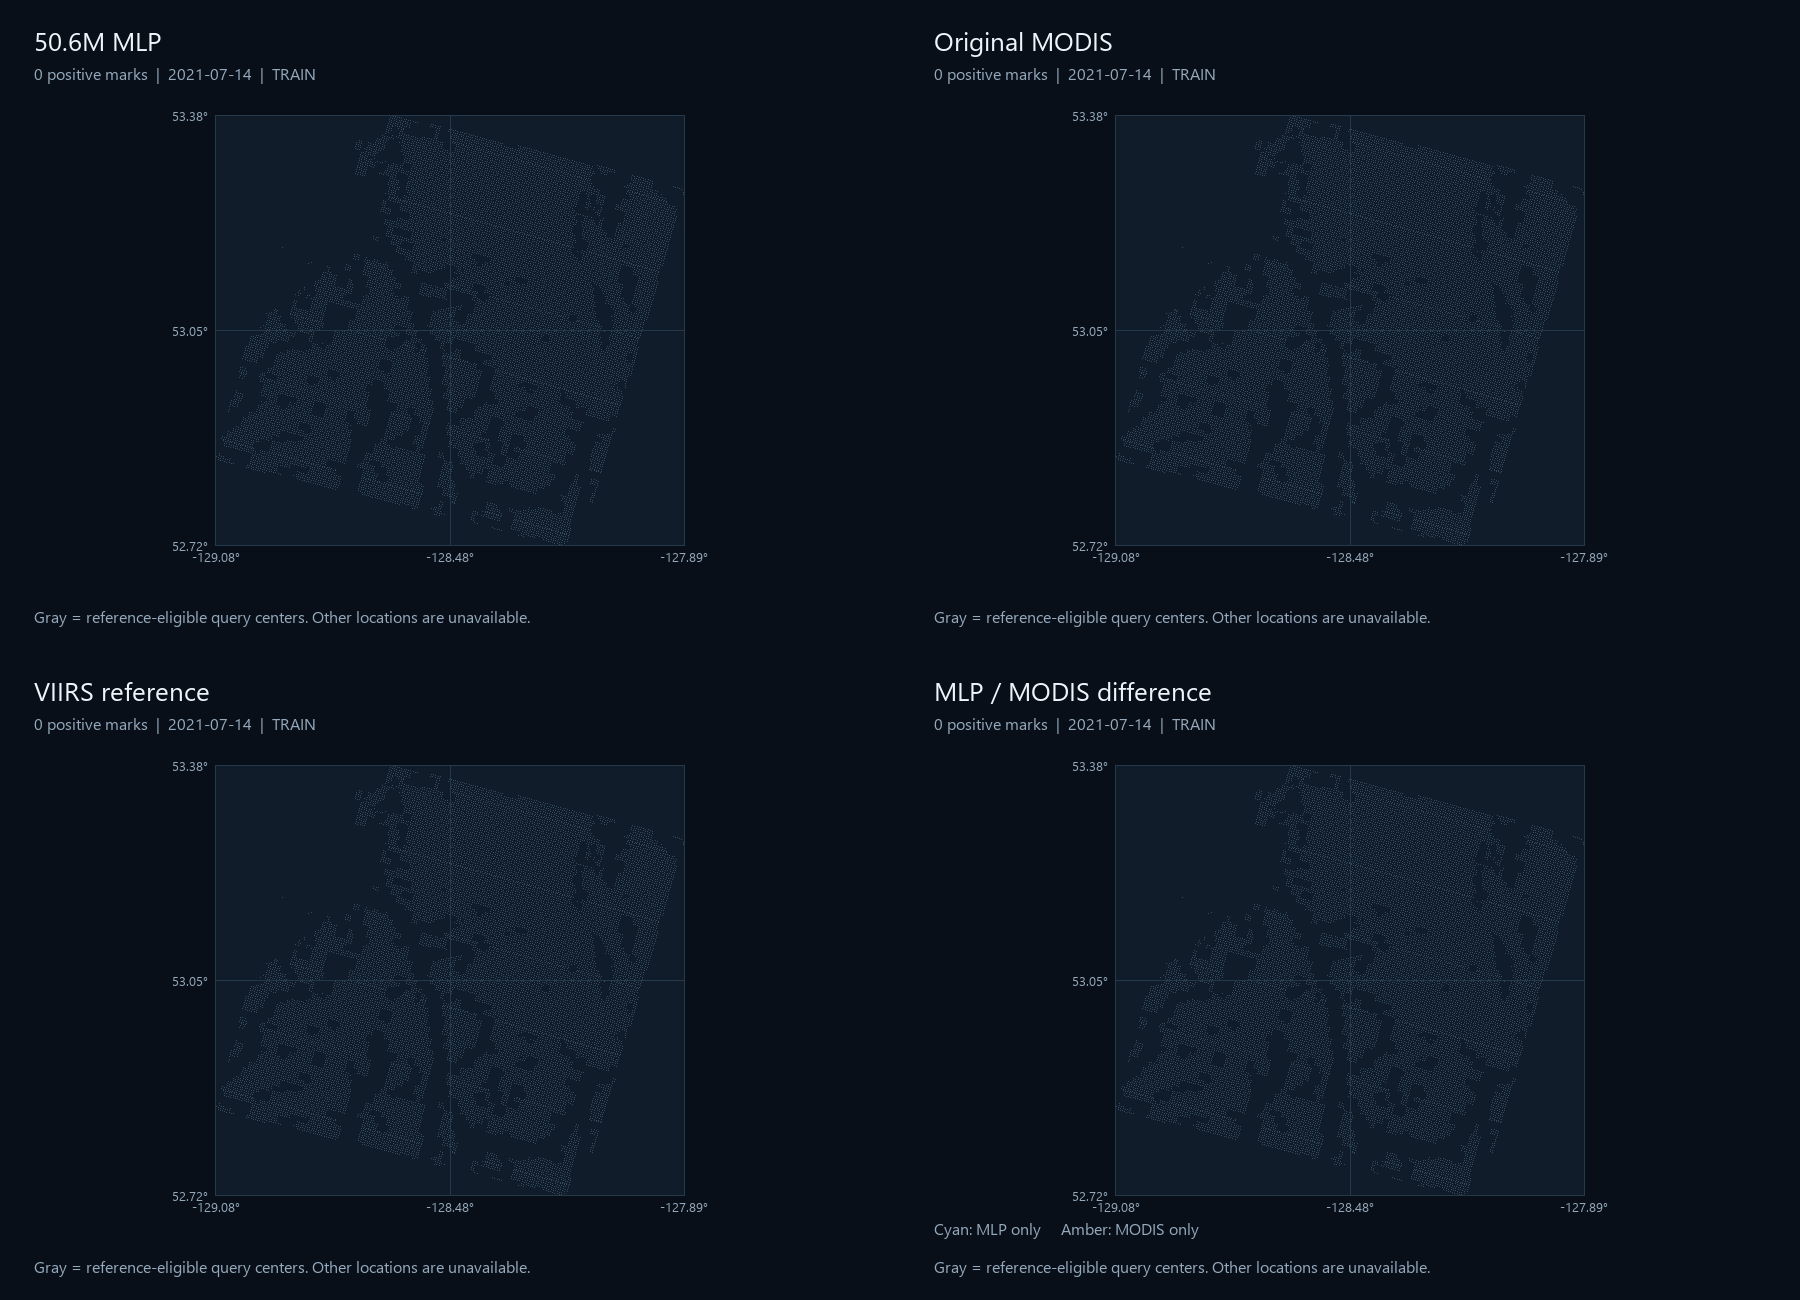 50.6M MLP
0 positive marks | 2021-07-14 | TRAIN
53.38°
53.05°
52.72°
-129.08° -128.48° -127.89°
Gray = reference-eligible query centers. Other locations are unavailable.
Original MODIS
0 positive marks | 2021-07-14 | TRAIN
53.38°
53.05°
52.72°
-129.08° -128.48° -127.89°
Gray = reference-eligible query centers. Other locations are unavailable.
VIIRS reference
0 positive marks | 2021-07-14 | TRAIN
53.38°
53.05°
52.72°
-129.08° -128.48° -127.89°
Gray = reference-eligible query centers. Other locations are unavailable.
MLP / MODIS difference
0 positive marks | 2021-07-14 | TRAIN
53.38°
53.05°
52.72°
-129.08° -128.48° -127.89°
Cyan: MLP only Amber: MODIS only
Gray = reference-eligible query centers. Other locations are unavailable.